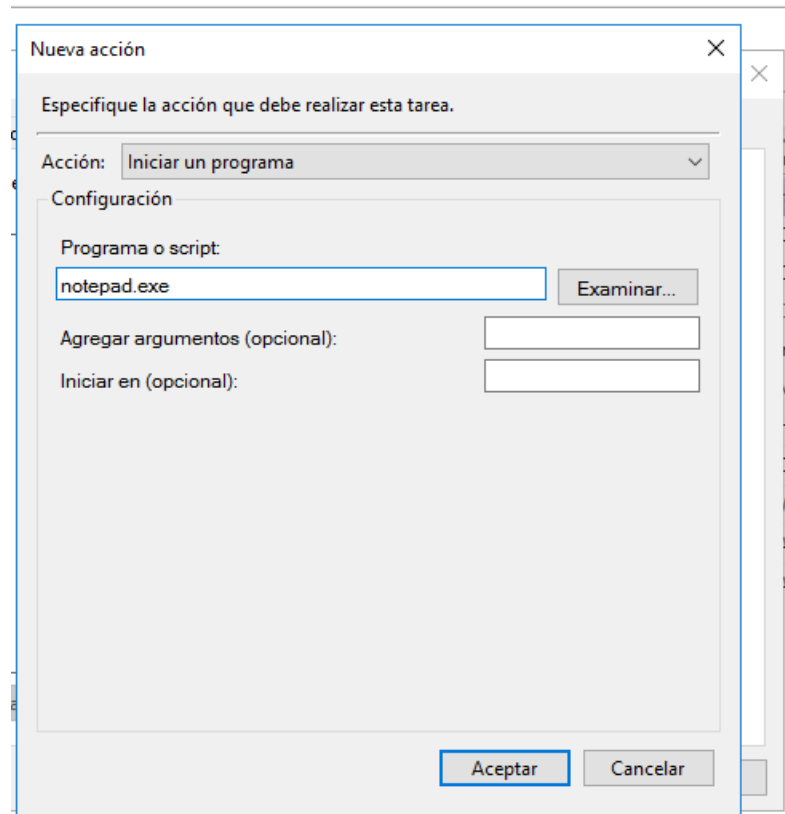 Nueva acción
Especifique la acción que debe realizar esta tarea.
Acción: Iniciar un programa
Configuración
Programa o script:
notepad.exe Examinar...
Agregar argumentos (opcional):
Iniciar en (opcional):
Aceptar Cancelar